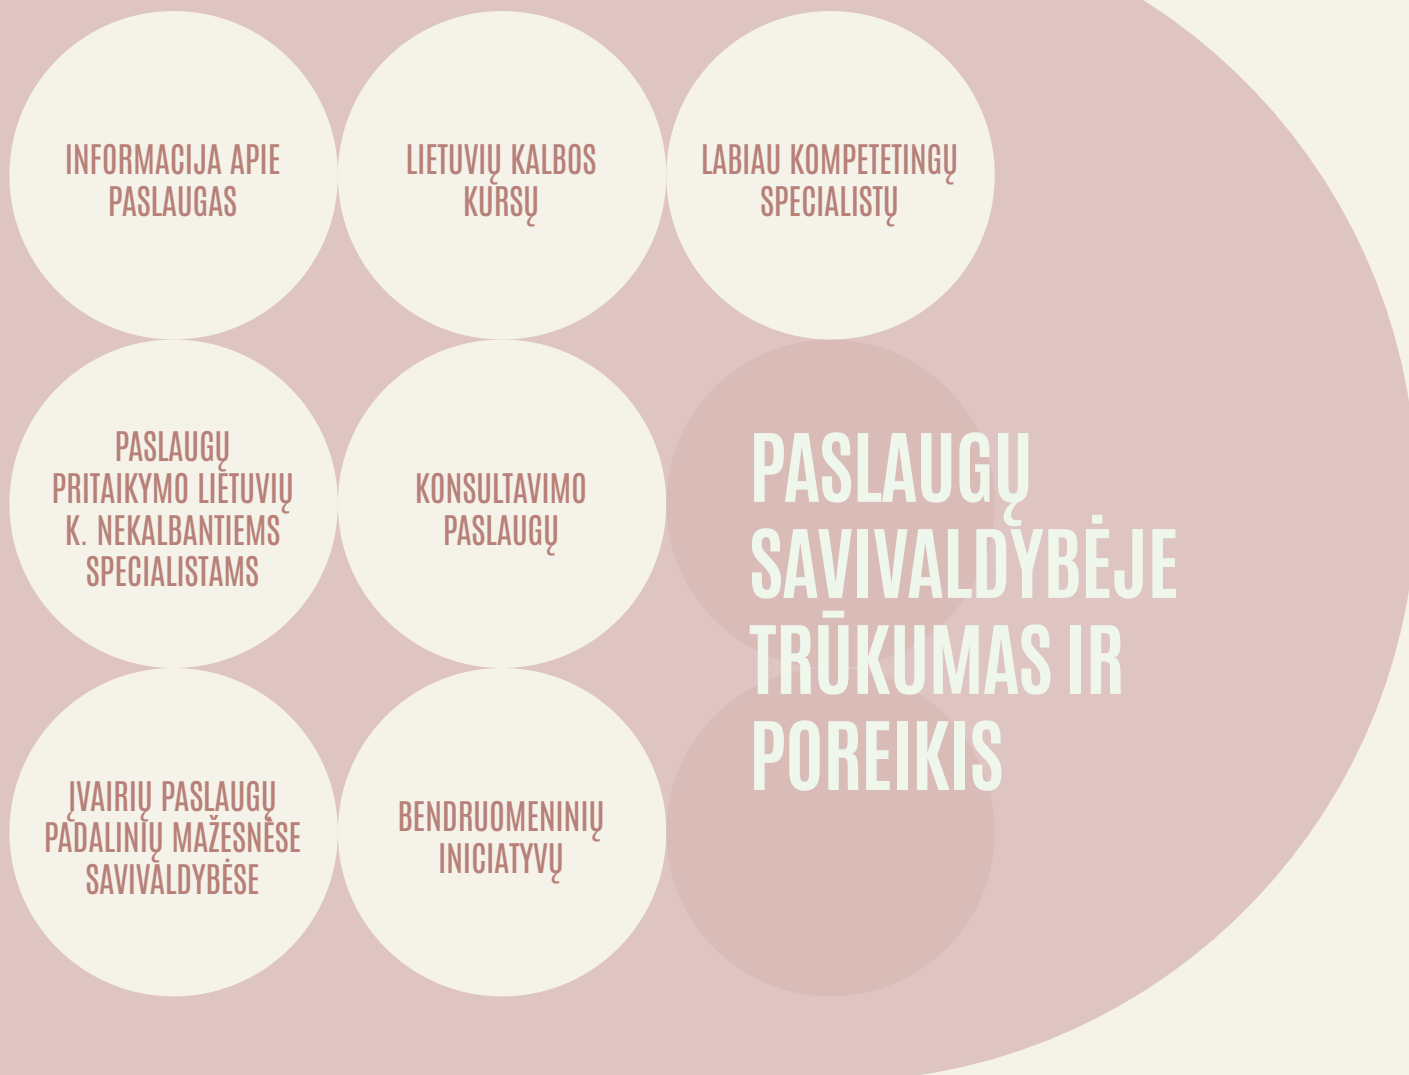 INFORMACIJA APIE
PASLAUGAS
LIETUVIŲ KALBOS
KURSŲ
LABIAU KOMPETETINGŲ
SPECIALISTŲ
PASLAUGŲ
PRITAIKYMO LIETUVIŲ
K. NEKALBANTIEMS
SPECIALISTAMS
KONSULTAVIMO
PASLAUGŲ
ĮVAIRIŲ PASLAUGŲ
PADALINIŲ MAŽESNĖSE
SAVIVALDYBĖSE
BENDRUOMENINIŲ
INICIATYVŲ
PASLAUGŲ
SAVIVALDYBĖJE
TRŪKUMAS IR
POREIKIS